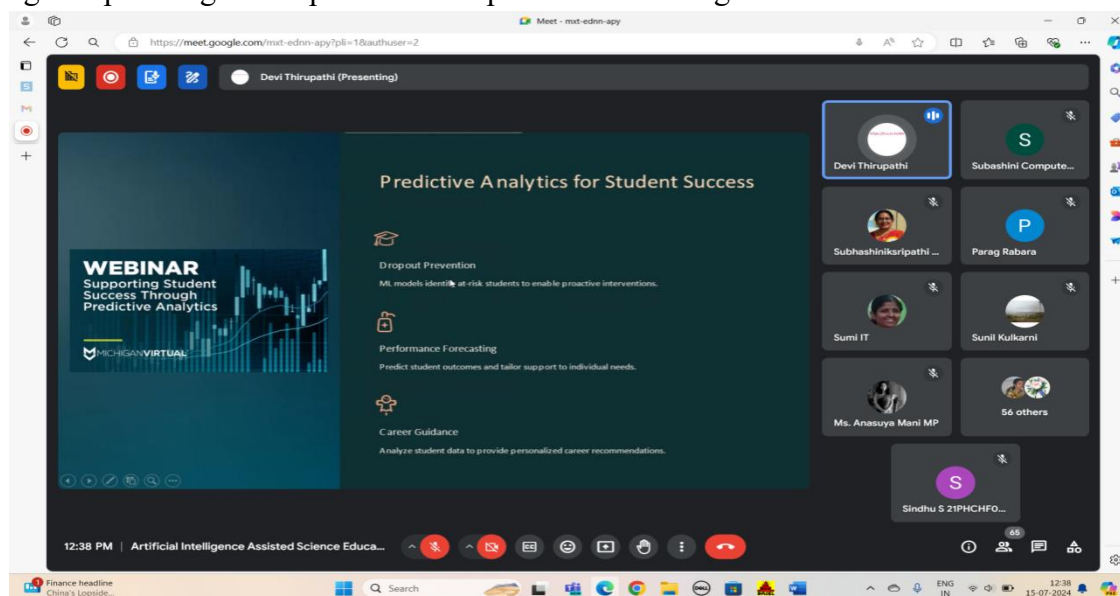 Meet - mxt-ednn-apy
https://meet.google.com/mxt-ednn-apy?pli=1&authuser=2
Devi Thirupathi (Presenting)
Predictive Analytics for Student Success
Dropout Prevention
ML models identify at-risk students to enable proactive interventions.
Performance Forecasting
Predict student outcomes and tailor support to individual needs.
Career Guidance
Analyze student data to provide personalized career recommendations.
WEBINAR
Supporting Student
Success Through
Predictive Analytics
MICHIGANVIRTUAL
Devi Thirupathi
S
Subashini Compute...
Subhashiniksripathi ...
P
Parag Rabara
Sumi IT
Sunil Kulkarni
Ms. Anasuya Mani MP
56 others
S
Sindhu S 21PHCHF0...
12:38 PM | Artificial Intelligence Assisted Science Educa...
65
Finance headline
China's Lopside...
Search
ENG
IN
12:38
15-07-2024